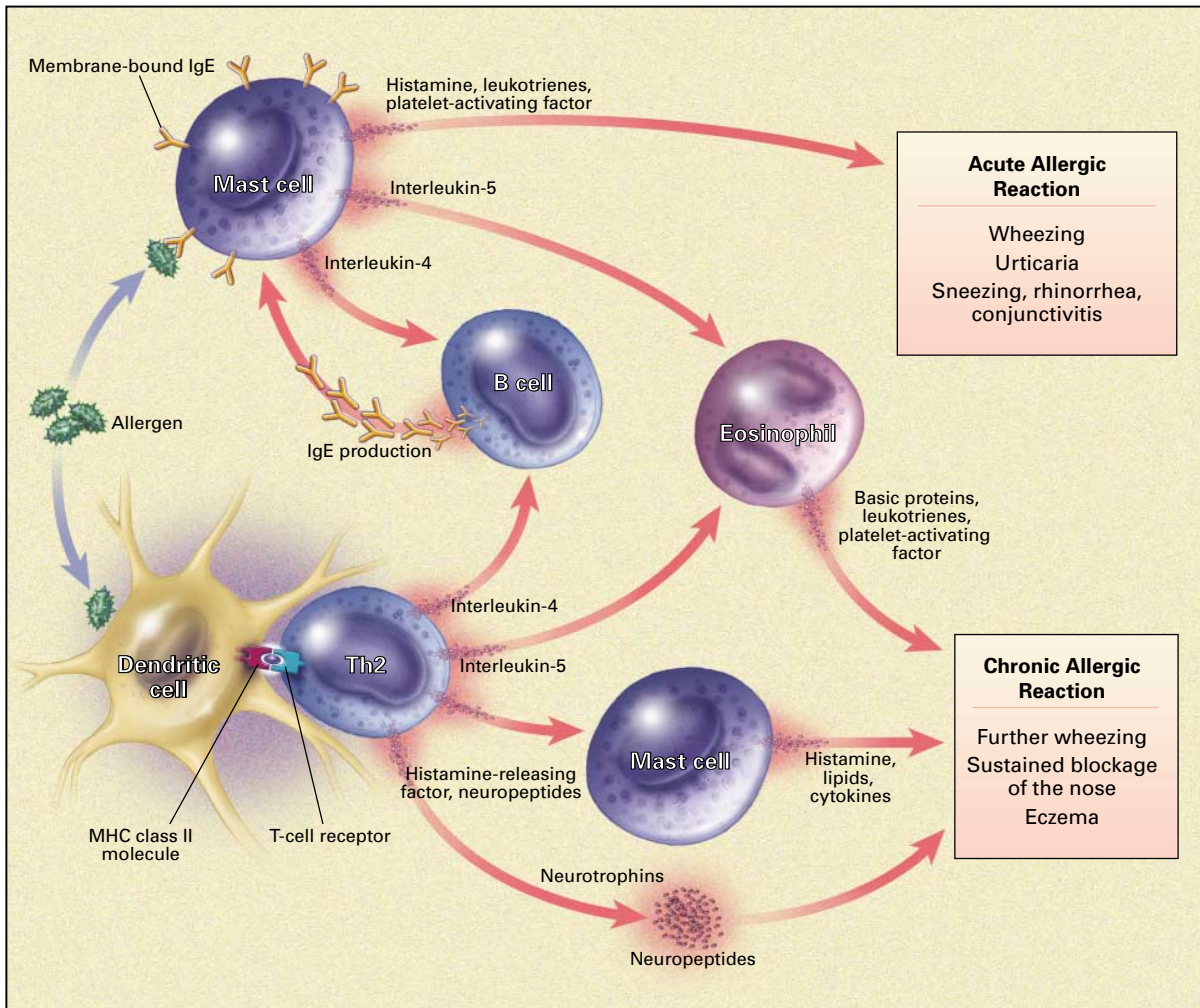 Membrane-bound IgE
Histamine, leukotrienes,
platelet-activating factor
Mast cell
Interleukin-5
Interleukin-4
Acute Allergic
Reaction
Wheezing
Urticaria
Sneezing, rhinorrhea,
conjunctivitis
B cell
Allergen
IgE production
Eosinophil
Basic proteins,
leukotrienes,
platelet-activating
factor
Dendritic
cell
Th2
Interleukin-4
Interleukin-5
Chronic Allergic
Reaction
Further wheezing
Sustained blockage
of the nose
Eczema
Mast cell
Histamine,
lipids,
cytokines
Histamine-releasing
factor, neuropeptides
MHC class II
molecule
T-cell receptor
Neurotrophins
Neuropeptides